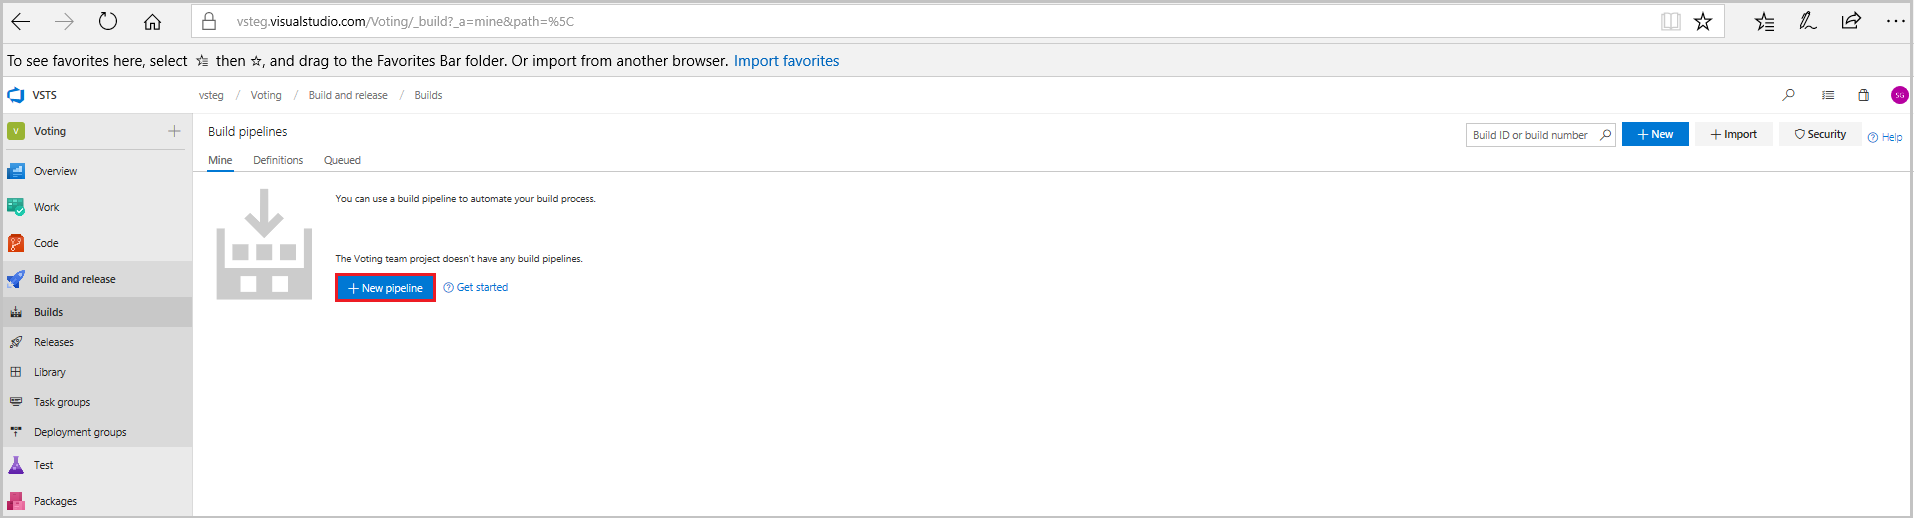 vsteg.visualstudio.com/Voting/_build?_a=mine&path=%5C
To see favorites here, select then , and drag to the Favorites Bar folder. Or import from another browser. Import favorites
VSTS
vsteg / Voting / Build and release / Builds
SG
V Voting
Build pipelines
Build ID or build number
+ New
+ Import
Security
Help
Mine Definitions Queued
Overview
Work
Code
Build and release
Builds
Releases
Library
Task groups
Deployment groups
Test
Packages
You can use a build pipeline to automate your build process.
The Voting team project doesn't have any build pipelines.
+ New pipeline
Get started